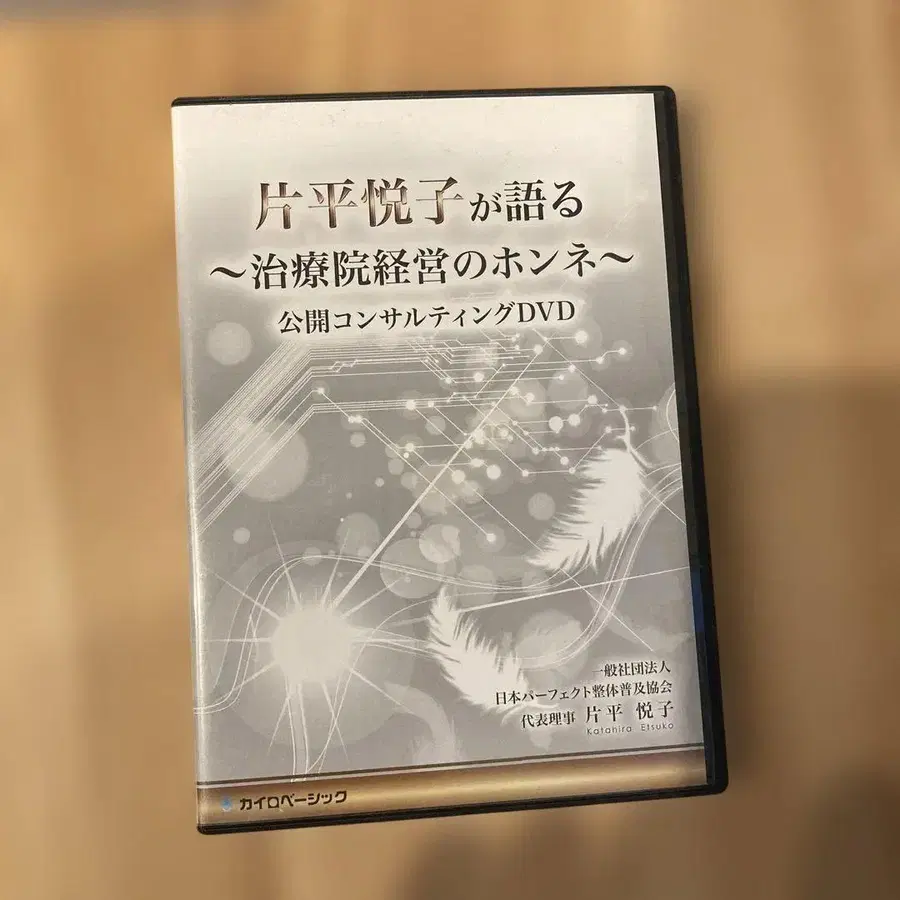 片平悦子が語る
～治療院経営のホンネ～
公開コンサルティングDVD
一般社団法人
日本パーフェクト整体普及協会
代表理事 片平 悦子
Katahira Etsuko
カイロベーシック